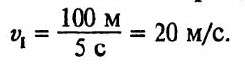 v₁ = 100 м / 5 с = 20 м/с.